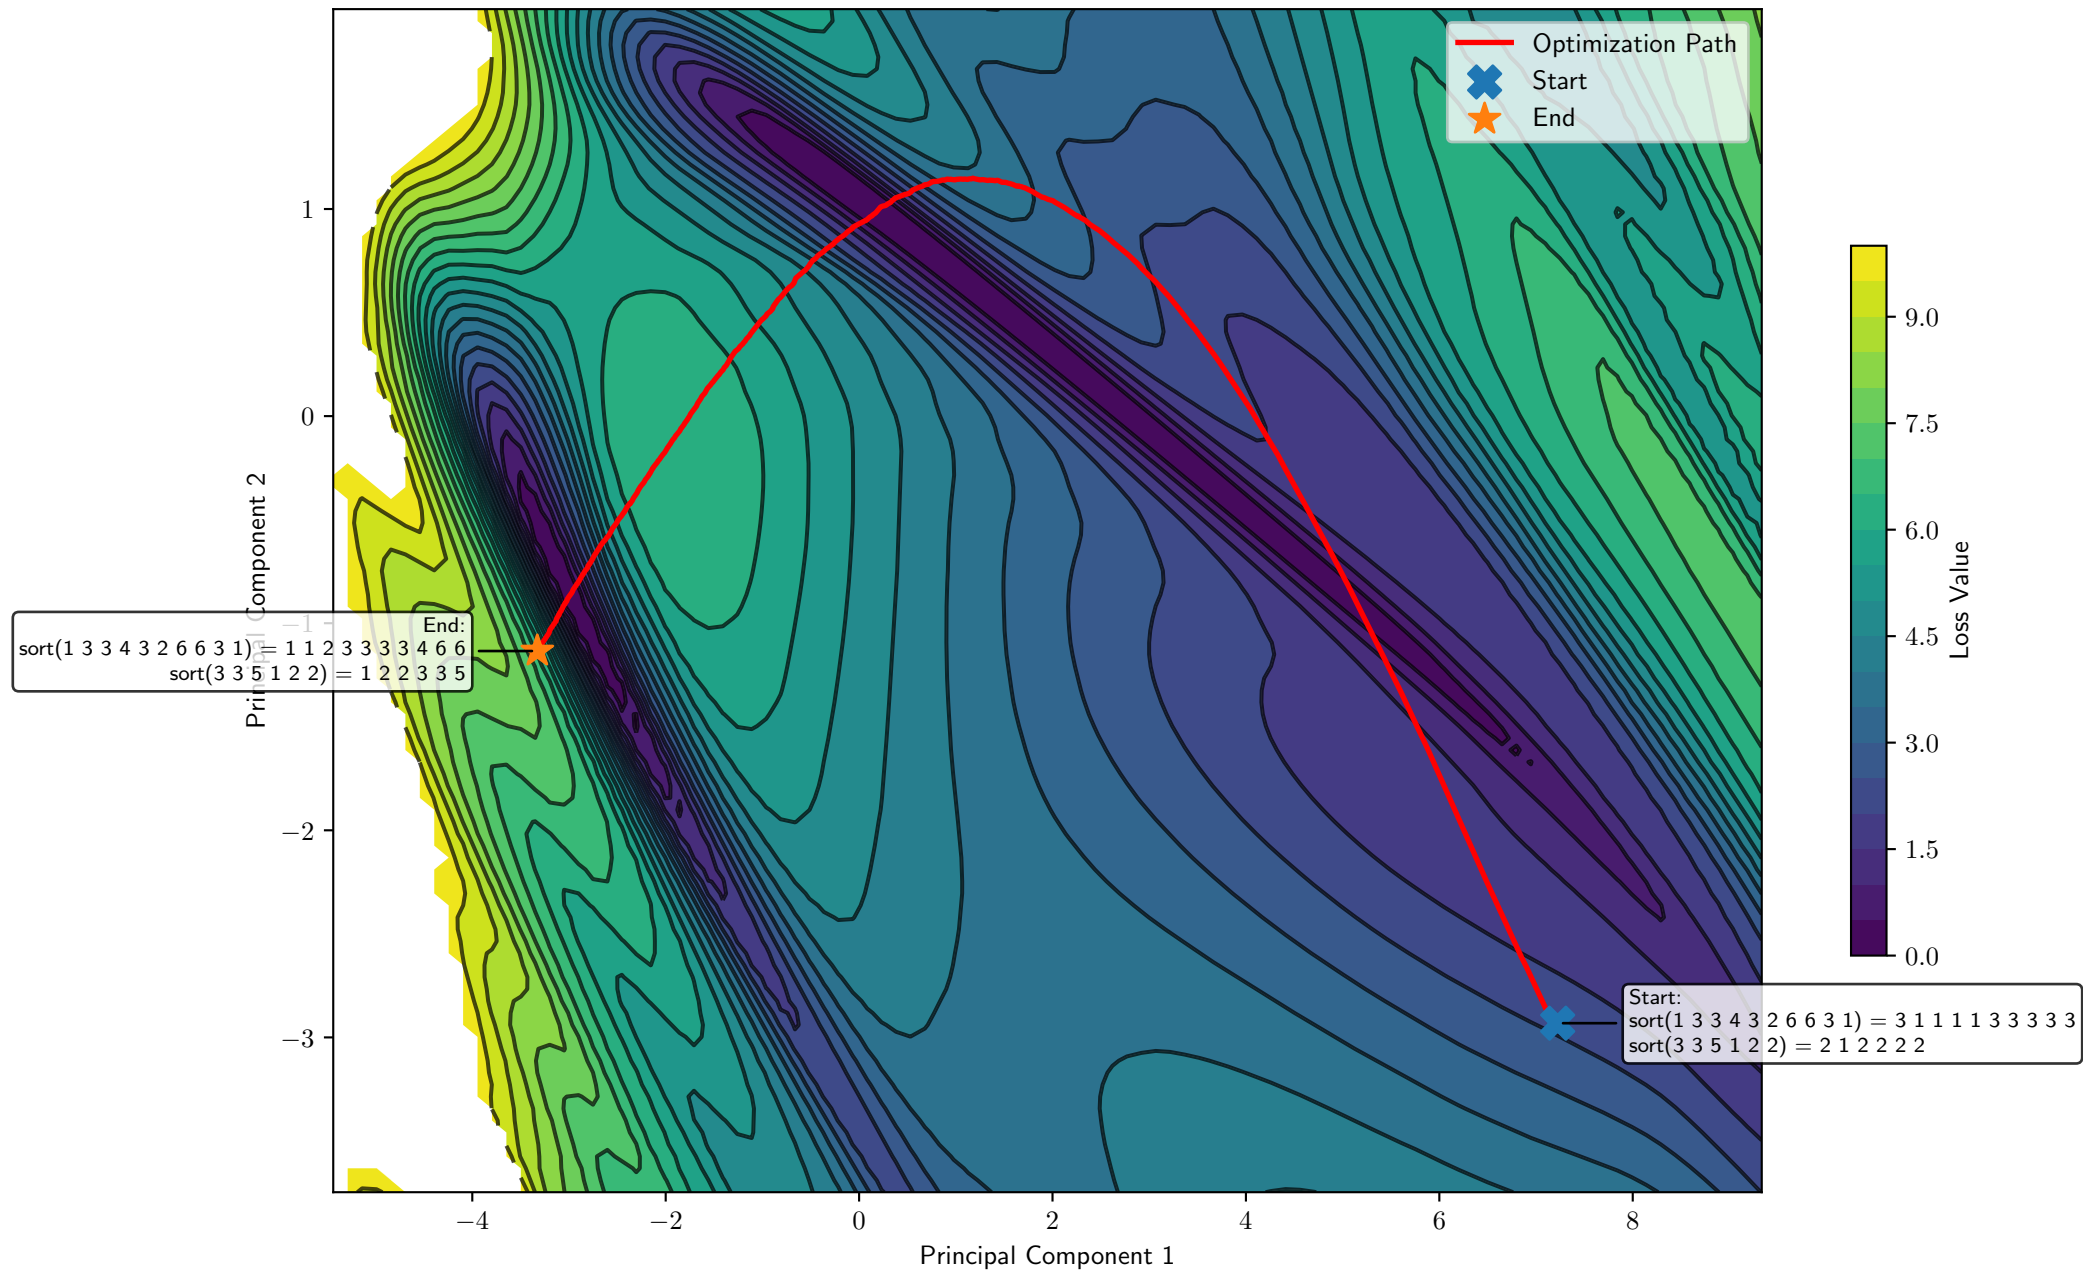 Optimization Path
Start
End
1
0
−1
−2
−3
Principal Component 2
End:
sort(1 3 3 4 3 2 6 6 3 1) = 1 1 2 3 3 3 3 4 6 6
sort(3 3 5 1 2 2) = 1 2 2 3 3 5
Start:
sort(1 3 3 4 3 2 6 6 3 1) = 3 1 1 1 1 3 3 3 3 3
sort(3 3 5 1 2 2) = 2 1 2 2 2 2
−4 −2 0 2 4 6 8
Principal Component 1
9.0
7.5
6.0
4.5
3.0
1.5
0.0
Loss Value